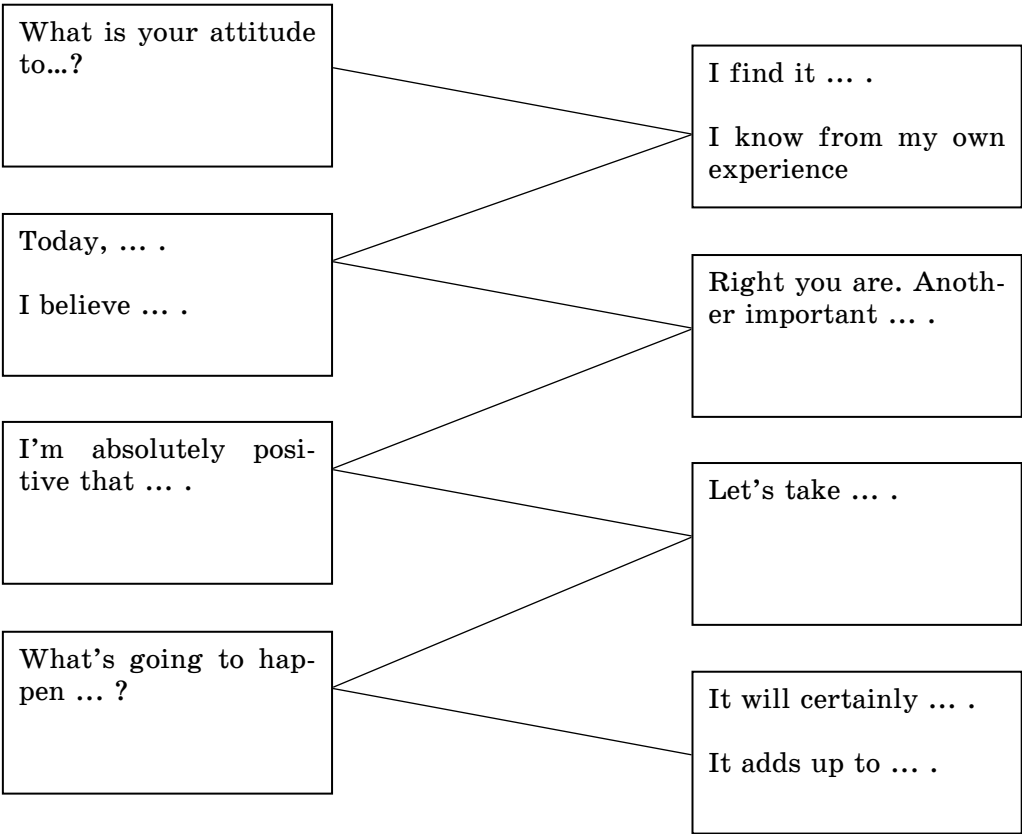 What is your attitude
to...?
I find it ... .
I know from my own
experience
Today, ... .
I believe ... .
Right you are. Anoth-
er important ... .
I'm absolutely posi-
tive that ... .
Let's take ... .
What's going to hap-
pen ... ?
It will certainly ... .
It adds up to ... .